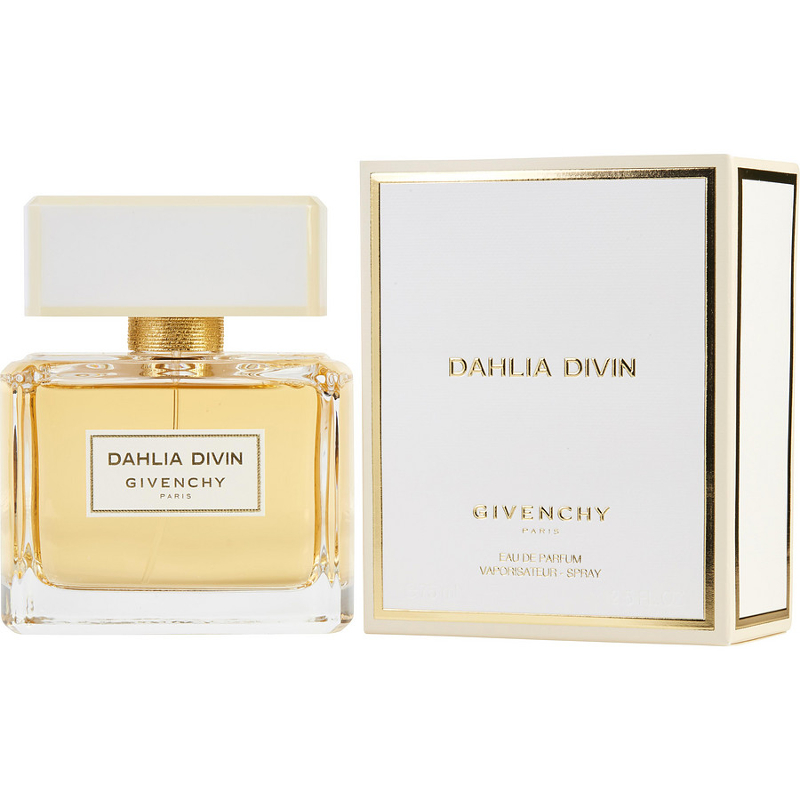 DAHLIA DIVIN
GIVENCHY
PARIS
DAHLIA DIVIN
GIVENCHY
PARIS
EAU DE PARFUM
VAPORISATEUR - SPRAY